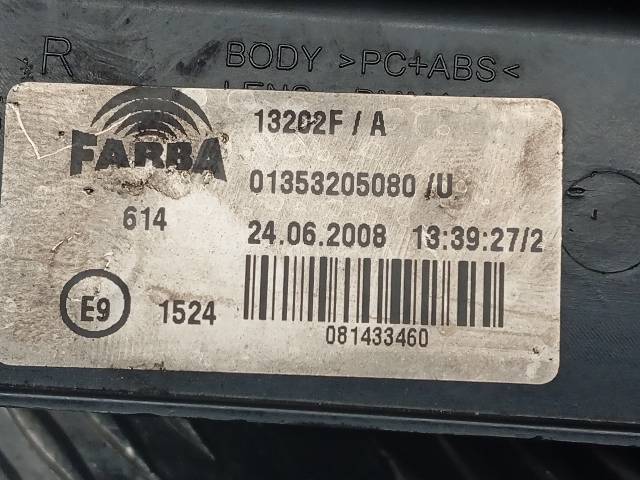 R
BODY >PC+ABS<
FARBA
13202F / A
01353205080 /U
614
24.06.2008 13:39:27/2
E9
1524
081433460